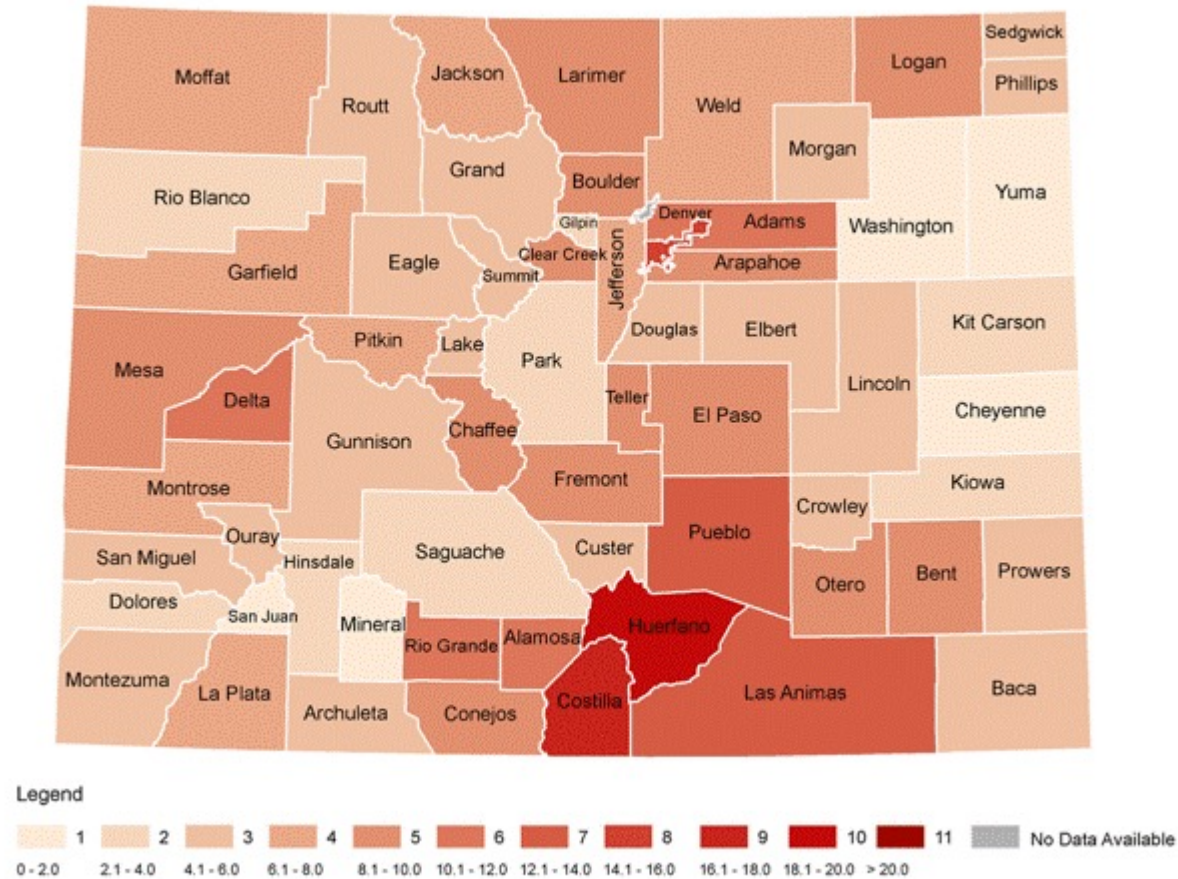 Sedgwick
Logan
Moffat
Jackson
Larimer
Phillips
Routt
Weld
Morgan
Grand
Boulder
Yuma
Rio Blanco
Gilpin
Denver
Adams
Washington
Eagle
Clear Creek
Garfield
Summit
Jefferson
Arapahoe
Kit Carson
Douglas
Elbert
Pitkin
Lake
Park
Mesa
Lincoln
Delta
Teller
El Paso
Cheyenne
Chaffee
Gunnison
Fremont
Kiowa
Montrose
Crowley
Pueblo
Ouray
Saguache
Custer
San Miguel
Hinsdale
Bent
Prowers
Otero
Dolores
San Juan
Mineral
Huerfano
Alamosa
Rio Grande
Montezuma
La Plata
Las Animas
Baca
Costilla
Archuleta
Conejos
Legend
1 2 3 4 5 6 7 8 9 10 11 No Data Available
0 - 2.0 2.1 - 4.0 4.1 - 6.0 6.1 - 8.0 8.1 - 10.0 10.1 - 12.0 12.1 - 14.0 14.1 - 16.0 16.1 - 18.0 18.1 - 20.0 > 20.0